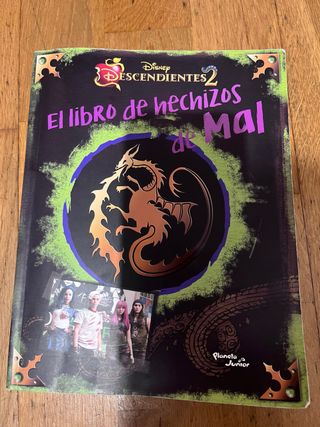 Disney
DESCENDIENTES 2
El libro de hechizos
de Mal
Planeta
Junior